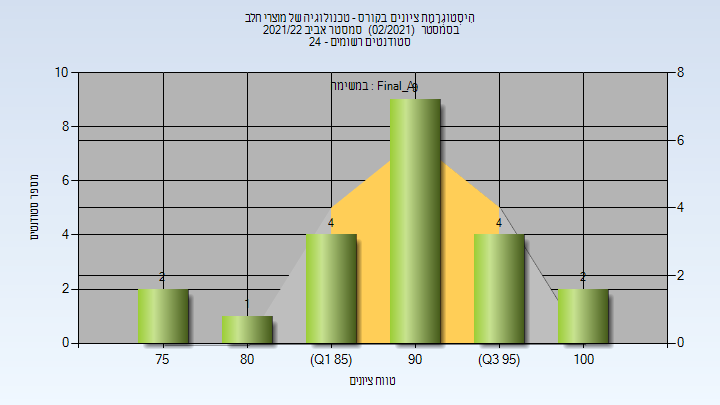 היסטוגרמת ציונים בקורס - טכנולוגיה של מוצרי חלב
בסמסטר (02/2021) סמסטר אביב 2021/22
סטודנטים רשומים - 24
במשימה : Final_A
10
8
6
4
2
0
8
6
4
2
0
מספר סטודנטים
2
1
4
9
4
2
75
80
(Q1 85)
90
(Q3 95)
100
טווח ציונים